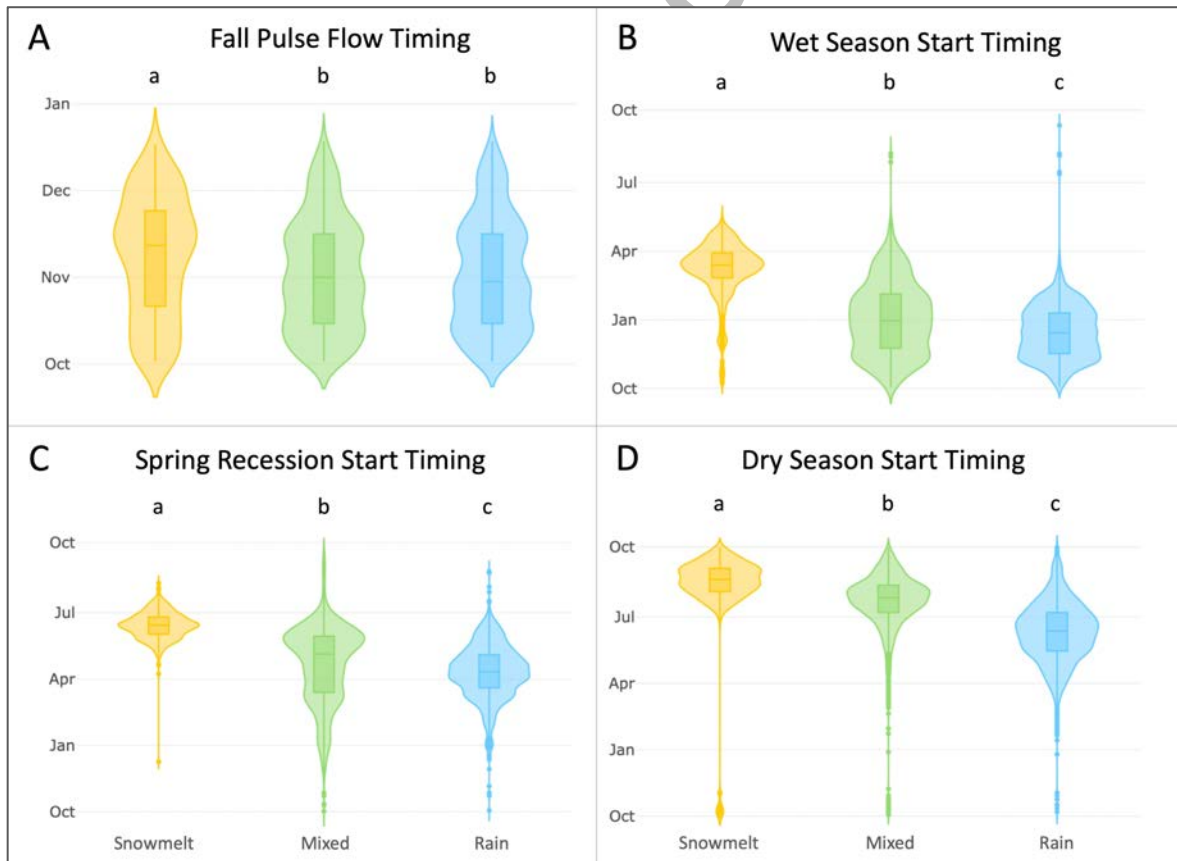 A
Fall Pulse Flow Timing
a b b
Jan
Dec
Nov
Oct
B
Wet Season Start Timing
a b c
Oct
Jul
Apr
Jan
Oct
C
Spring Recession Start Timing
a b c
Oct
Jul
Apr
Jan
Oct
Snowmelt Mixed Rain
D
Dry Season Start Timing
a b c
Oct
Jul
Apr
Jan
Oct
Snowmelt Mixed Rain